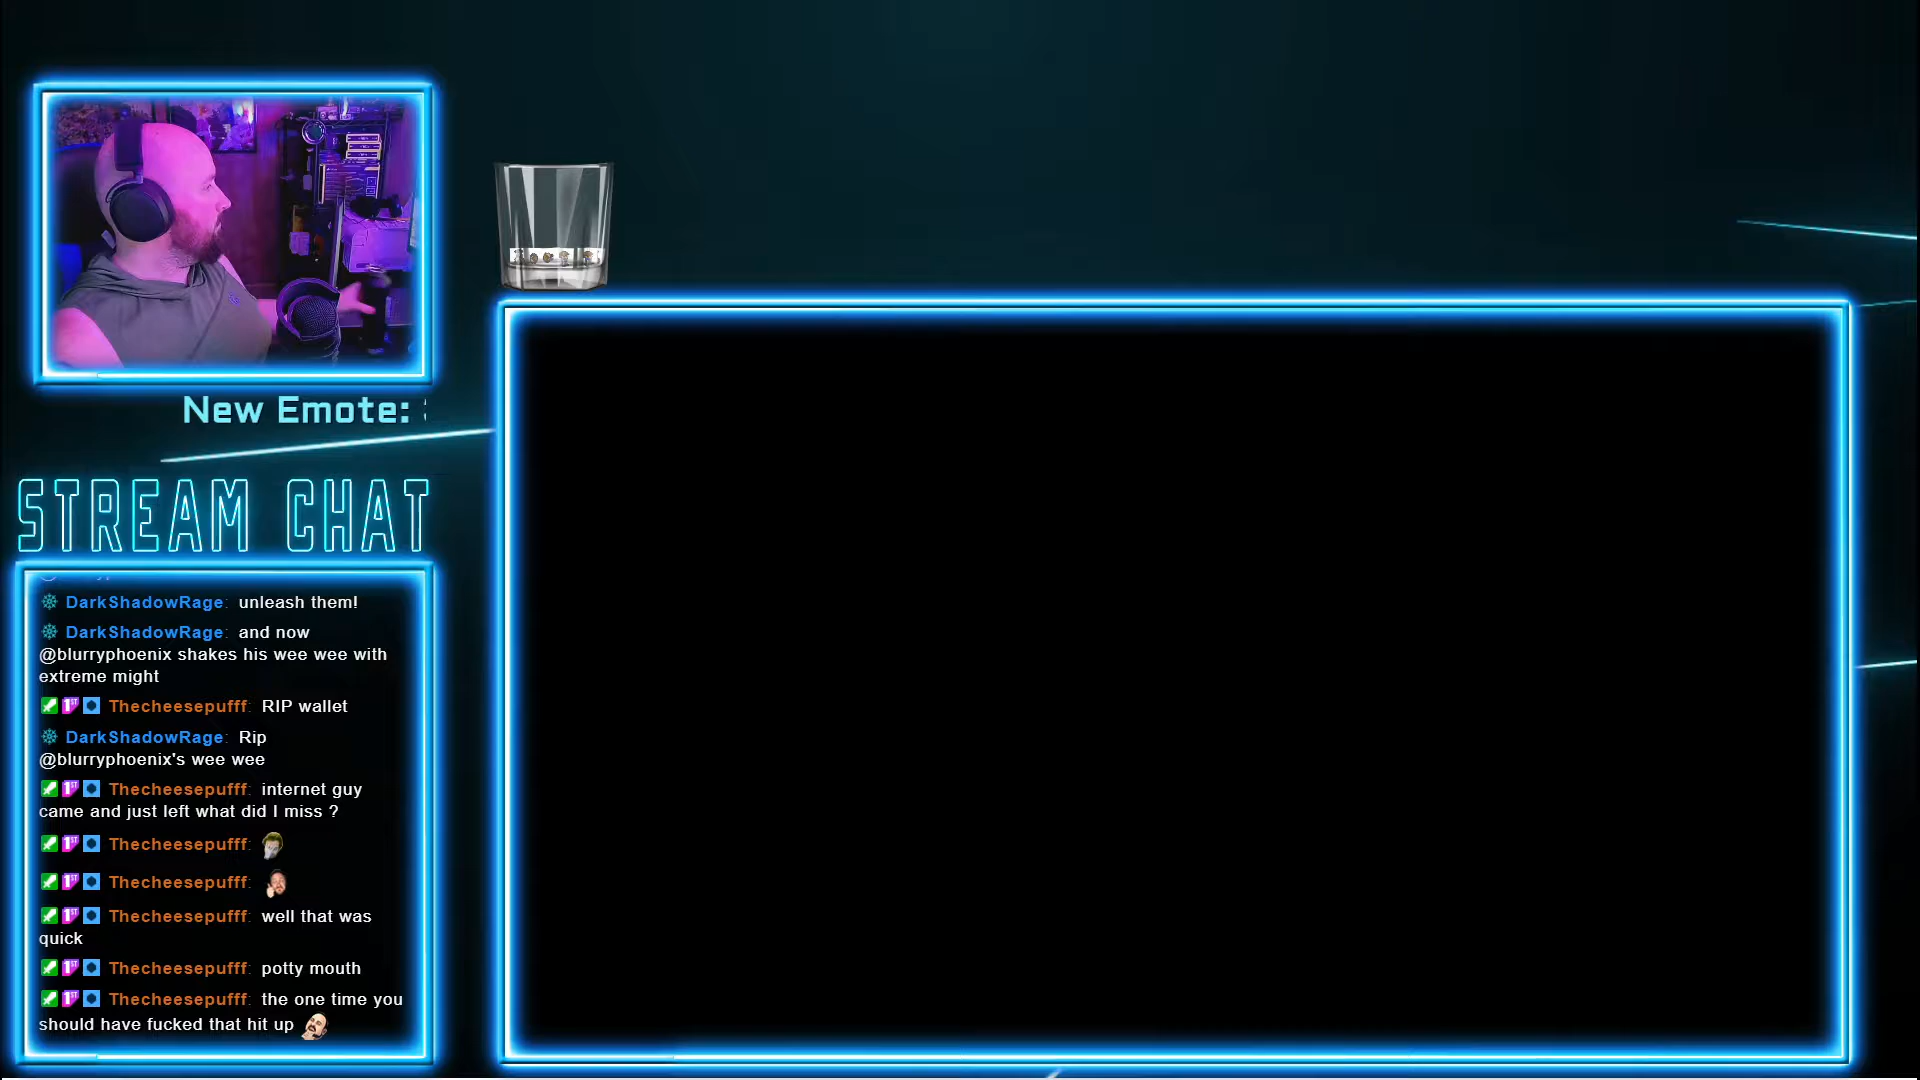 New Emote:
STREAM CHAT
DarkShadowRage: unleash them!
DarkShadowRage: and now
@blurryphoenix shakes his wee wee with
extreme might
Thecheesepufff: RIP wallet
DarkShadowRage: Rip
@blurryphoenix's wee wee
Thecheesepufff: internet guy
came and just left what did I miss ?
Thecheesepufff:
Thecheesepufff:
Thecheesepufff: well that was
quick
Thecheesepufff: potty mouth
Thecheesepufff: the one time you
should have fucked that hit up